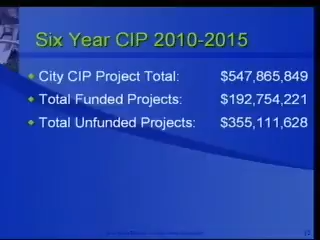 Six Year CIP 2010-2015
City CIP Project Total: $547,865,849
Total Funded Projects: $192,754,221
Total Unfunded Projects: $355,111,628